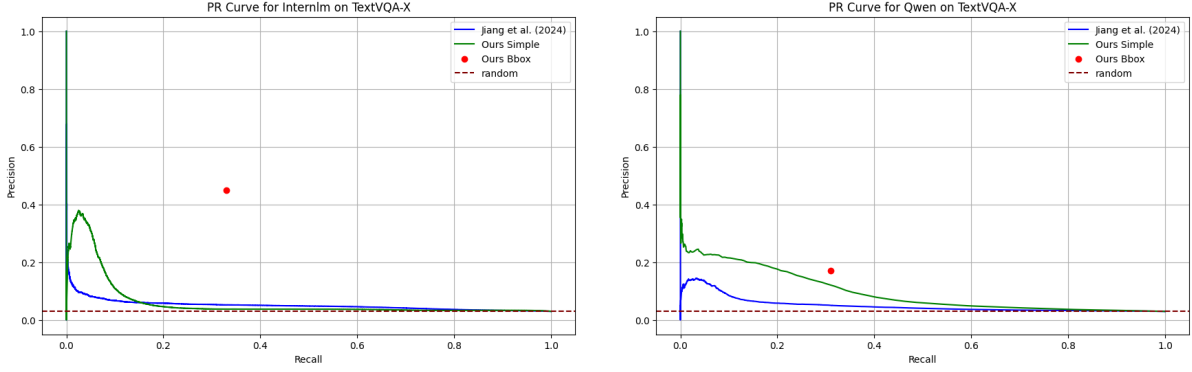 PR Curve for Internlm on TextVQA-X
1.0
0.8
0.6
0.4
0.2
0.0
Precision
0.0 0.2 0.4 0.6 0.8 1.0
Recall
Jiang et al. (2024)
Ours Simple
Ours Bbox
random
PR Curve for Qwen on TextVQA-X
1.0
0.8
0.6
0.4
0.2
0.0
Precision
0.0 0.2 0.4 0.6 0.8 1.0
Recall
Jiang et al. (2024)
Ours Simple
Ours Bbox
random